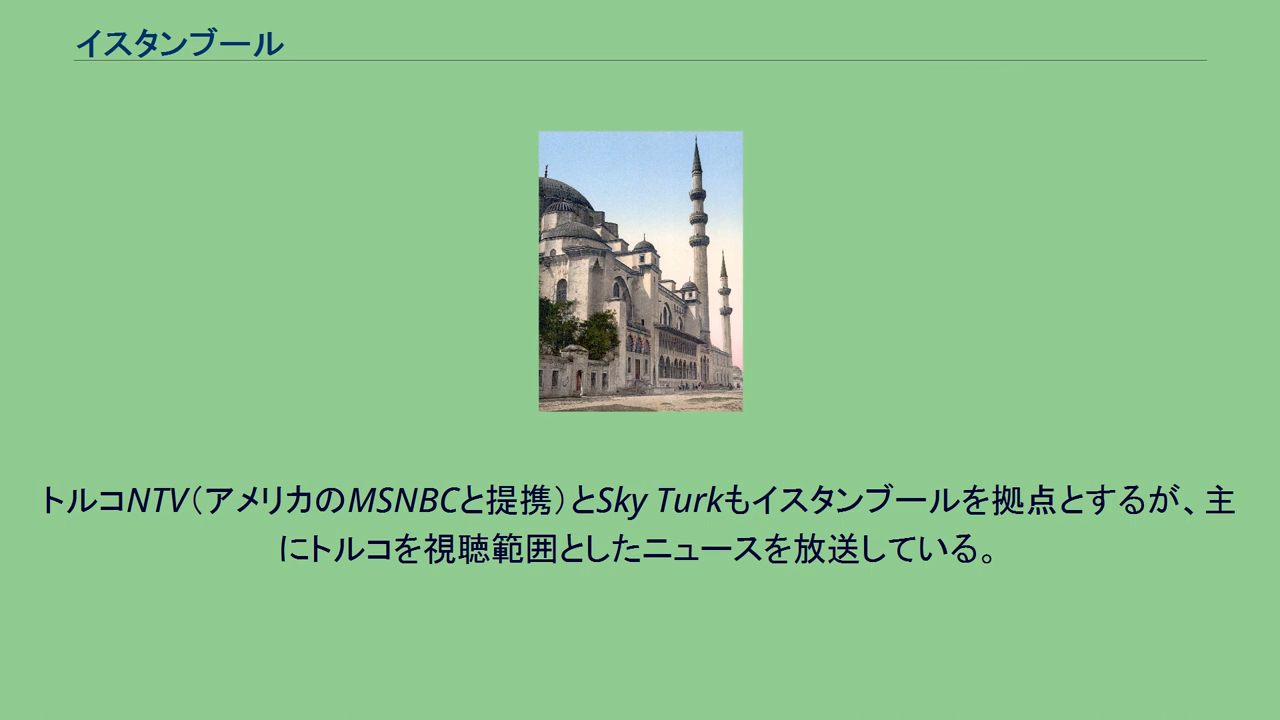 イスタンブール
トルコNTV（アメリカのMSNBCと提携）とSky Turkもイスタンブールを拠点とするが、主
にトルコを視聴範囲としたニュースを放送している。